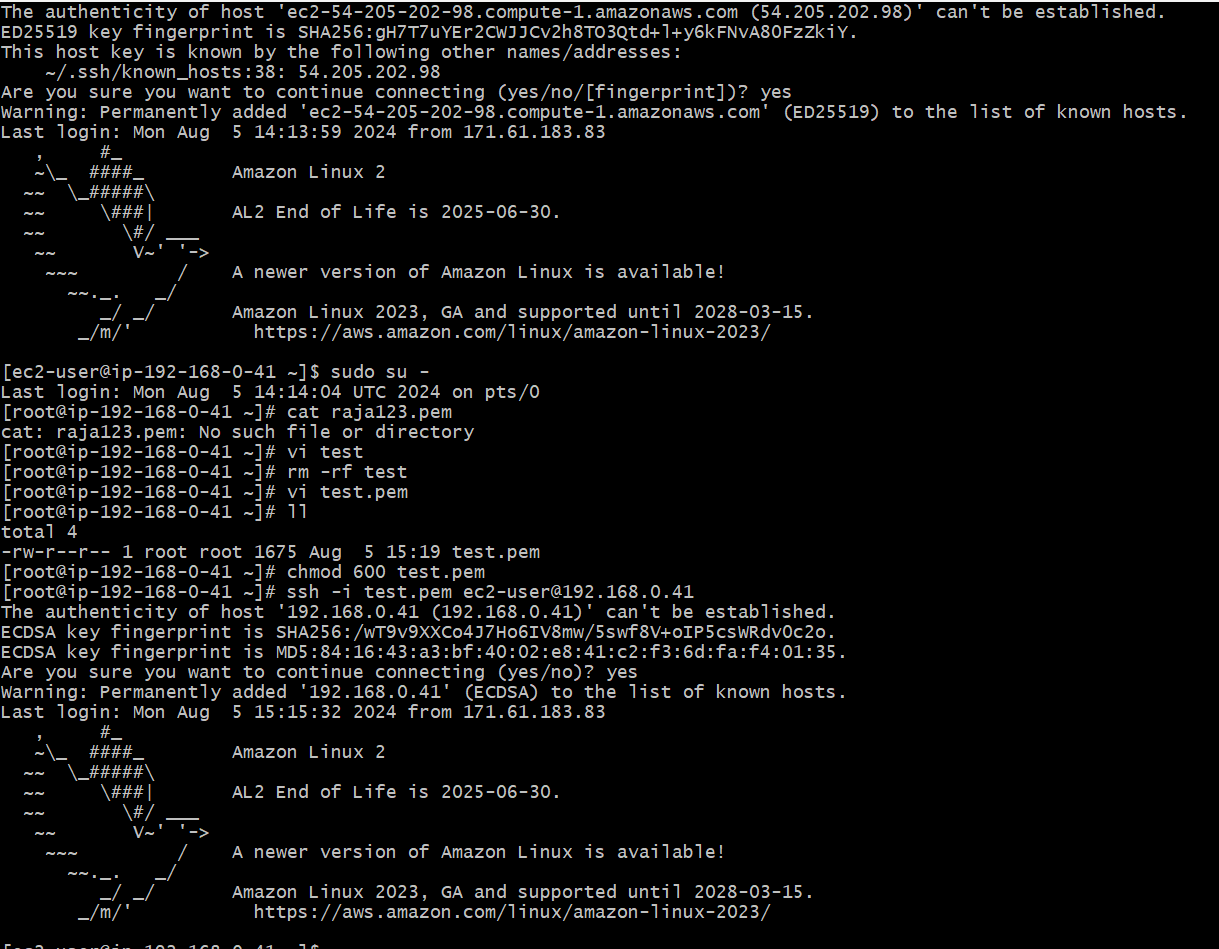 The authenticity of host 'ec2-54-205-202-98.compute-1.amazonaws.com (54.205.202.98)' can't be established.
ED25519 key fingerprint is SHA256:gH7T7uYEr2CWJJCv2h8TO3Qtd+l+y6kFNvA80FzZkiY.
This host key is known by the following other names/addresses:
    ~/.ssh/known_hosts:38: 54.205.202.98
Are you sure you want to continue connecting (yes/no/[fingerprint])? yes
Warning: Permanently added 'ec2-54-205-202-98.compute-1.amazonaws.com' (ED25519) to the list of known hosts.
Last login: Mon Aug  5 14:13:59 2024 from 171.61.183.83
   ,     #_
   ~\_  ####_        Amazon Linux 2
  ~~  \_#####\
  ~~     \###|       AL2 End of Life is 2025-06-30.
  ~~       \#/ ___
   ~~       V~' '->
    ~~~         /    A newer version of Amazon Linux is available!
      ~~._.   _/
         _/ _/       Amazon Linux 2023, GA and supported until 2028-03-15.
       _/m/'           https://aws.amazon.com/linux/amazon-linux-2023/
[ec2-user@ip-192-168-0-41 ~]$ sudo su -
Last login: Mon Aug  5 14:14:04 UTC 2024 on pts/0
[root@ip-192-168-0-41 ~]# cat raja123.pem
cat: raja123.pem: No such file or directory
[root@ip-192-168-0-41 ~]# vi test
[root@ip-192-168-0-41 ~]# rm -rf test
[root@ip-192-168-0-41 ~]# vi test.pem
[root@ip-192-168-0-41 ~]# ll
total 4
-rw-r--r-- 1 root root 1675 Aug  5 15:19 test.pem
[root@ip-192-168-0-41 ~]# chmod 600 test.pem
[root@ip-192-168-0-41 ~]# ssh -i test.pem ec2-user@192.168.0.41
The authenticity of host '192.168.0.41 (192.168.0.41)' can't be established.
ECDSA key fingerprint is SHA256:/wT9v9XXCo4J7Ho6IV8mw/5swf8V+oIP5csWRdvOc2o.
ECDSA key fingerprint is MD5:84:16:43:a3:bf:40:02:e8:41:c2:f3:6d:fa:f4:01:35.
Are you sure you want to continue connecting (yes/no)? yes
Warning: Permanently added '192.168.0.41' (ECDSA) to the list of known hosts.
Last login: Mon Aug  5 15:15:32 2024 from 171.61.183.83
   ,     #_
   ~\_  ####_        Amazon Linux 2
  ~~  \_#####\
  ~~     \###|       AL2 End of Life is 2025-06-30.
  ~~       \#/ ___
   ~~       V~' '->
    ~~~         /    A newer version of Amazon Linux is available!
      ~~._.   _/
         _/ _/       Amazon Linux 2023, GA and supported until 2028-03-15.
       _/m/'           https://aws.amazon.com/linux/amazon-linux-2023/
[ec2-user@ip-192-168-0-41 ~]$